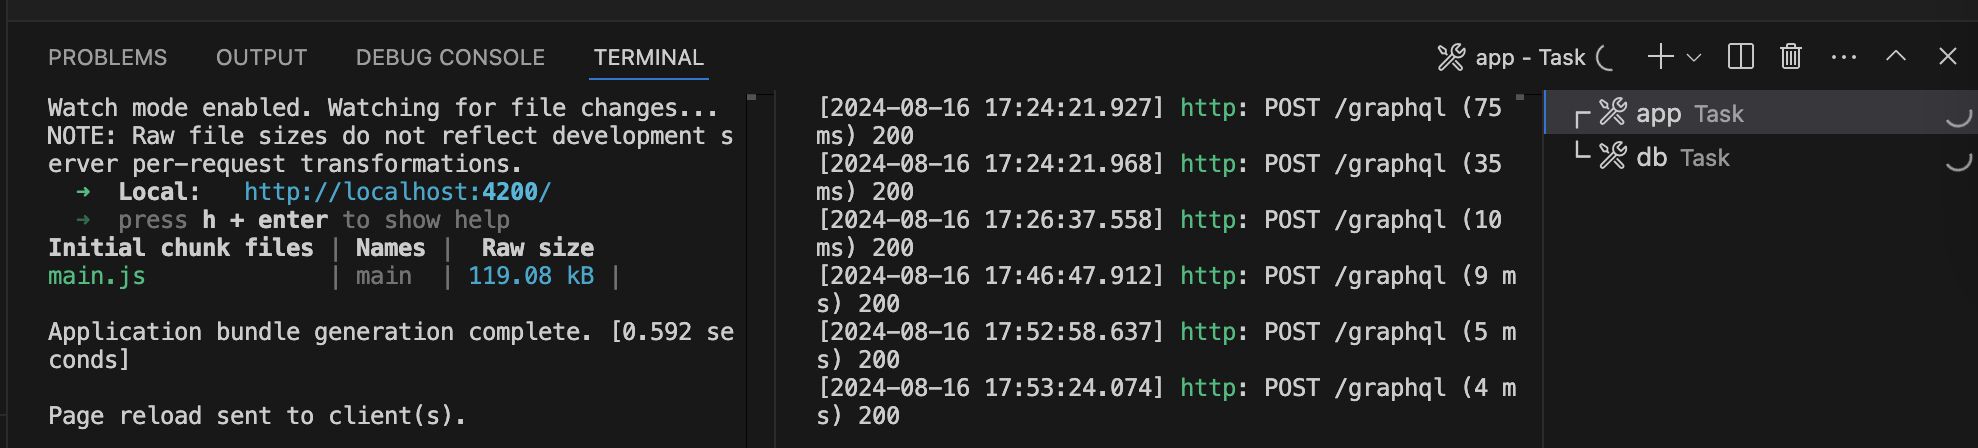 PROBLEMS OUTPUT DEBUG CONSOLE TERMINAL app - Task
Watch mode enabled. Watching for file changes...
NOTE: Raw file sizes do not reflect development s
erver per-request transformations.
➜ Local: http://localhost:4200/
➜ press h + enter to show help
Initial chunk files | Names | Raw size
main.js | main | 119.08 kB |
Application bundle generation complete. [0.592 se
conds]
Page reload sent to client(s).
[2024-08-16 17:24:21.927] http: POST /graphql (75
ms) 200
[2024-08-16 17:24:21.968] http: POST /graphql (35
ms) 200
[2024-08-16 17:26:37.558] http: POST /graphql (10
ms) 200
[2024-08-16 17:46:47.912] http: POST /graphql (9 m
s) 200
[2024-08-16 17:52:58.637] http: POST /graphql (5 m
s) 200
[2024-08-16 17:53:24.074] http: POST /graphql (4 m
s) 200
app Task
db Task